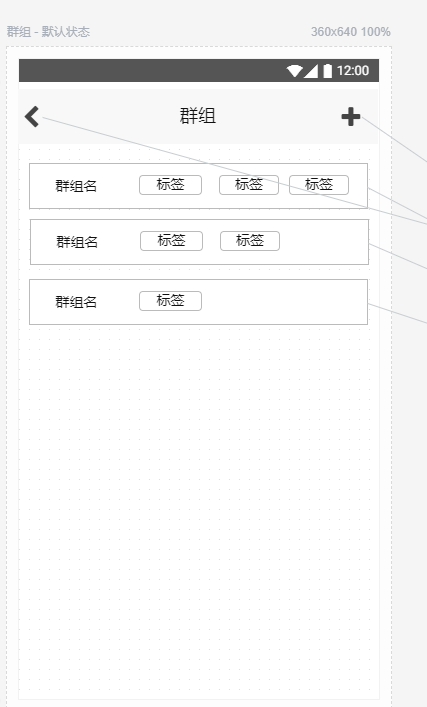 群组 - 默认状态 360x640 100%
12:00
群组
群组名 标签 标签 标签
群组名 标签 标签
群组名 标签